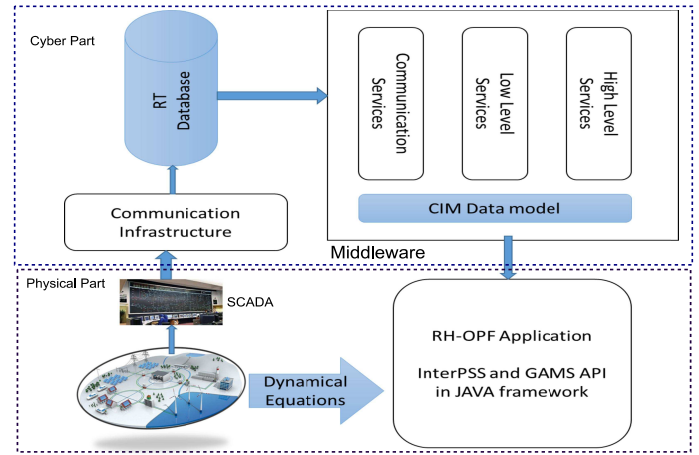 Cyber Part
RT
Database
Communication
Services
Low Level
Services
High Level
Services
CIM Data model
Communication
Infrastructure
Middleware
Physical Part
SCADA
RH-OPF Application
InterPSS and GAMS API
in JAVA framework
Dynamical
Equations